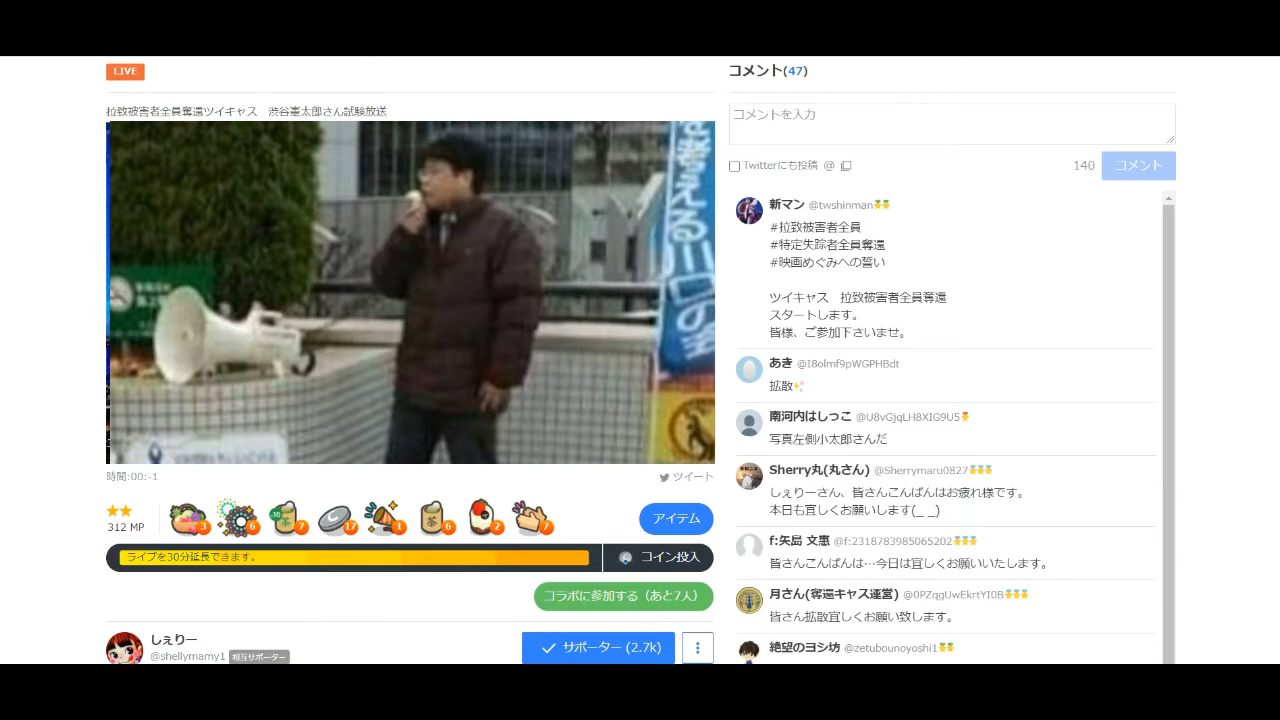 LIVE
拉致被害者全員奪還ツイキャス 渋谷憲太郎さん試験放送
時間:00:-1
ツイート
312 MP
3
6
7
17
1
6
2
7
アイテム
ライブを30分延長できます。
コイン投入
コラボに参加する（あと7人）
しぇりー
@shellymamy1 相互サポーター
サポーター (2.7k)
コメント(47)
コメントを入力
Twitterにも投稿 @
140
コメント
新マン @twshinman
#拉致被害者全員
#特定失踪者全員奪還
#映画めぐみへの誓い
ツイキャス 拉致被害者全員奪還
スタートします。
皆様、ご参加下さいませ。
あき @I8olmf9pWGPHBdt
拡散
南河内はしっこ @U8vGjqLH8XIG9U5
写真左側小太郎さんだ
Sherry丸(丸さん) @Sherrymaru0827
しぇりーさん、皆さんこんばんはお疲れ様です。
本日も宜しくお願いします(_ _)
f:矢島 文恵 @f:2318783985065202
皆さんこんばんは…今日は宜しくお願いいたします。
月さん(奪還キャス運営) @0PZqgUwEkrtYI0B
皆さん拡散宜しくお願い致します。
絶望のヨシ坊 @zetubounoyoshi1